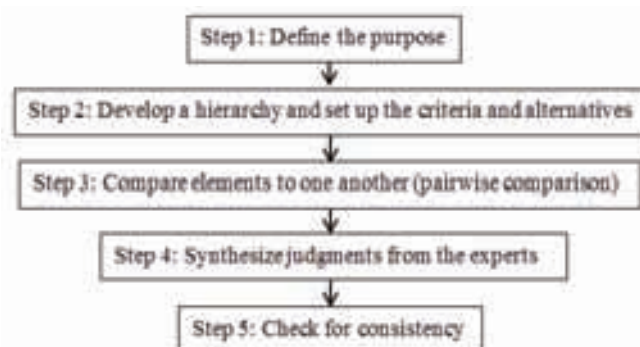 Step 1: Define the purpose
Step 2: Develop a hierarchy and set up the criteria and alternatives
Step 3: Compare elements to one another (pairwise comparison)
Step 4: Synthesize judgments from the experts
Step 5: Check for consistency